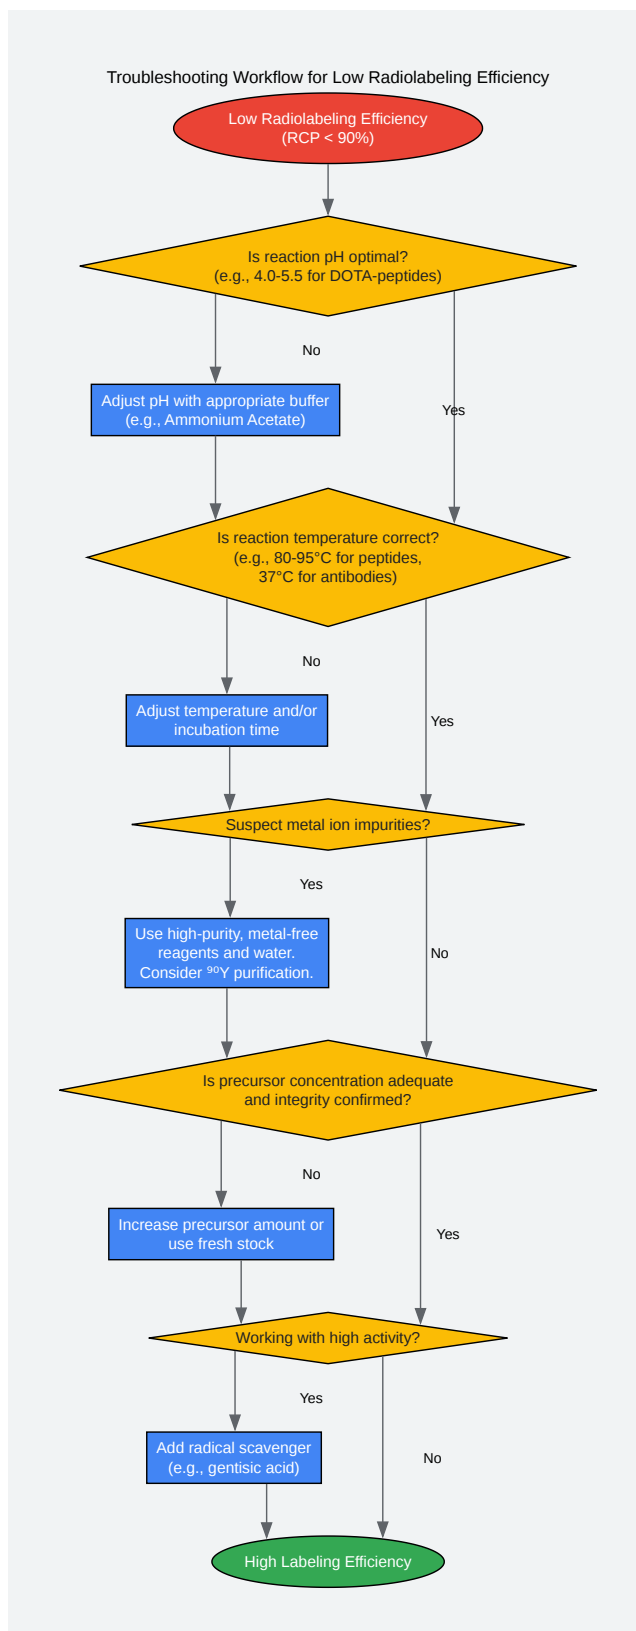 Troubleshooting Workflow for Low Radiolabeling Efficiency
Low Radiolabeling Efficiency
(RCP < 90%)
Is reaction pH optimal?
(e.g., 4.0-5.5 for DOTA-peptides)
No
Adjust pH with appropriate buffer
(e.g., Ammonium Acetate)
Yes
Is reaction temperature correct?
(e.g., 80-95°C for peptides,
37°C for antibodies)
No
Adjust temperature and/or
incubation time
Yes
Suspect metal ion impurities?
Yes
Use high-purity, metal-free
reagents and water.
Consider ⁹⁰Y purification.
No
Is precursor concentration adequate
and integrity confirmed?
No
Increase precursor amount or
use fresh stock
Yes
Working with high activity?
Yes
Add radical scavenger
(e.g., gentisic acid)
No
High Labeling Efficiency